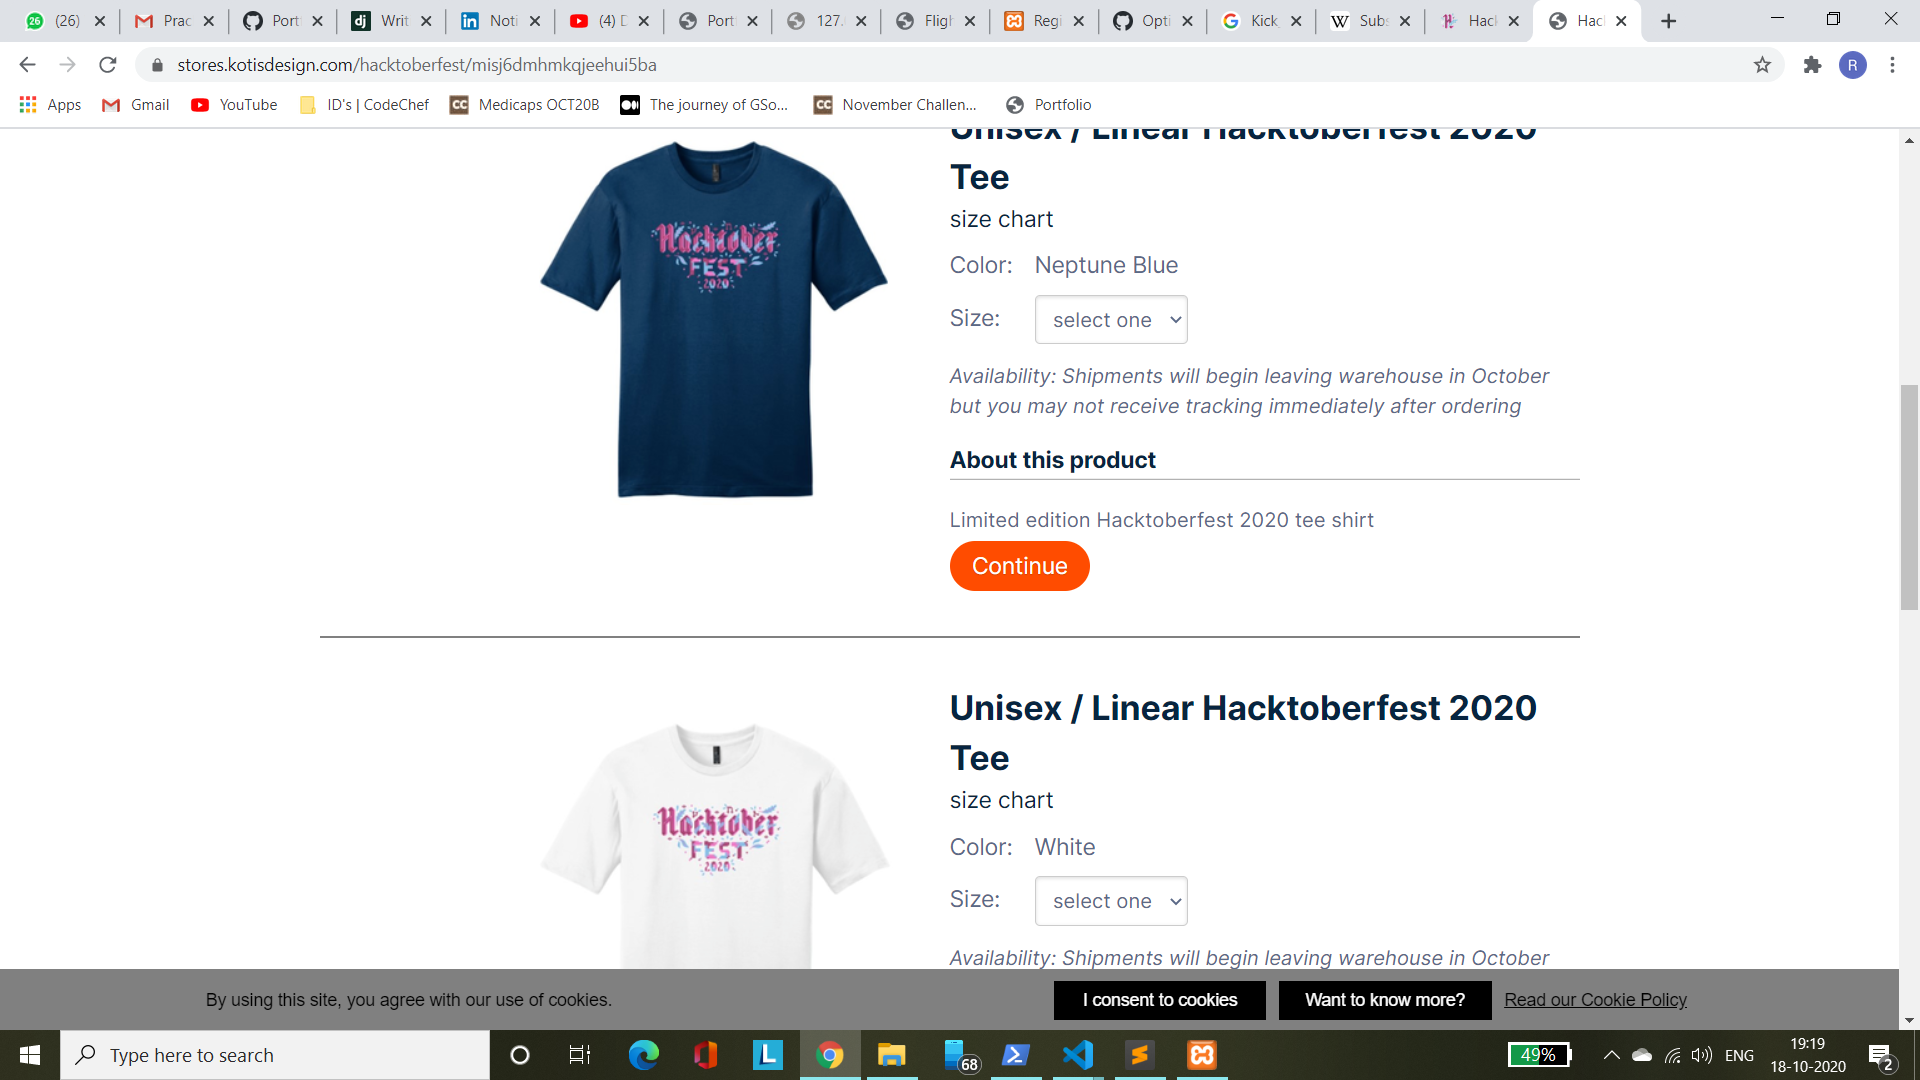 (26)
Prac
Port
Writ
Noti
(4) D
Port
127.
Fligh
Regi
Opti
Kick
Sub
Hack
Hac
stores.kotisdesign.com/hacktoberfest/misj6dmhmkqjeehui5ba
R
Apps
Gmail
YouTube
ID's | CodeChef
Medicaps OCT20B
The journey of GSo...
November Challen...
Portfolio
Unisex / Linear Hacktoberfest 2020
Tee
size chart
Color: Neptune Blue
Size: select one
Availability: Shipments will begin leaving warehouse in October
but you may not receive tracking immediately after ordering
About this product
Limited edition Hacktoberfest 2020 tee shirt
Continue
Hacktober
FEST
2020
Unisex / Linear Hacktoberfest 2020
Tee
size chart
Color: White
Size: select one
Availability: Shipments will begin leaving warehouse in October
Hacktober
FEST
2020
By using this site, you agree with our use of cookies.
I consent to cookies
Want to know more?
Read our Cookie Policy
Type here to search
68
49%
ENG
19:19
18-10-2020
2